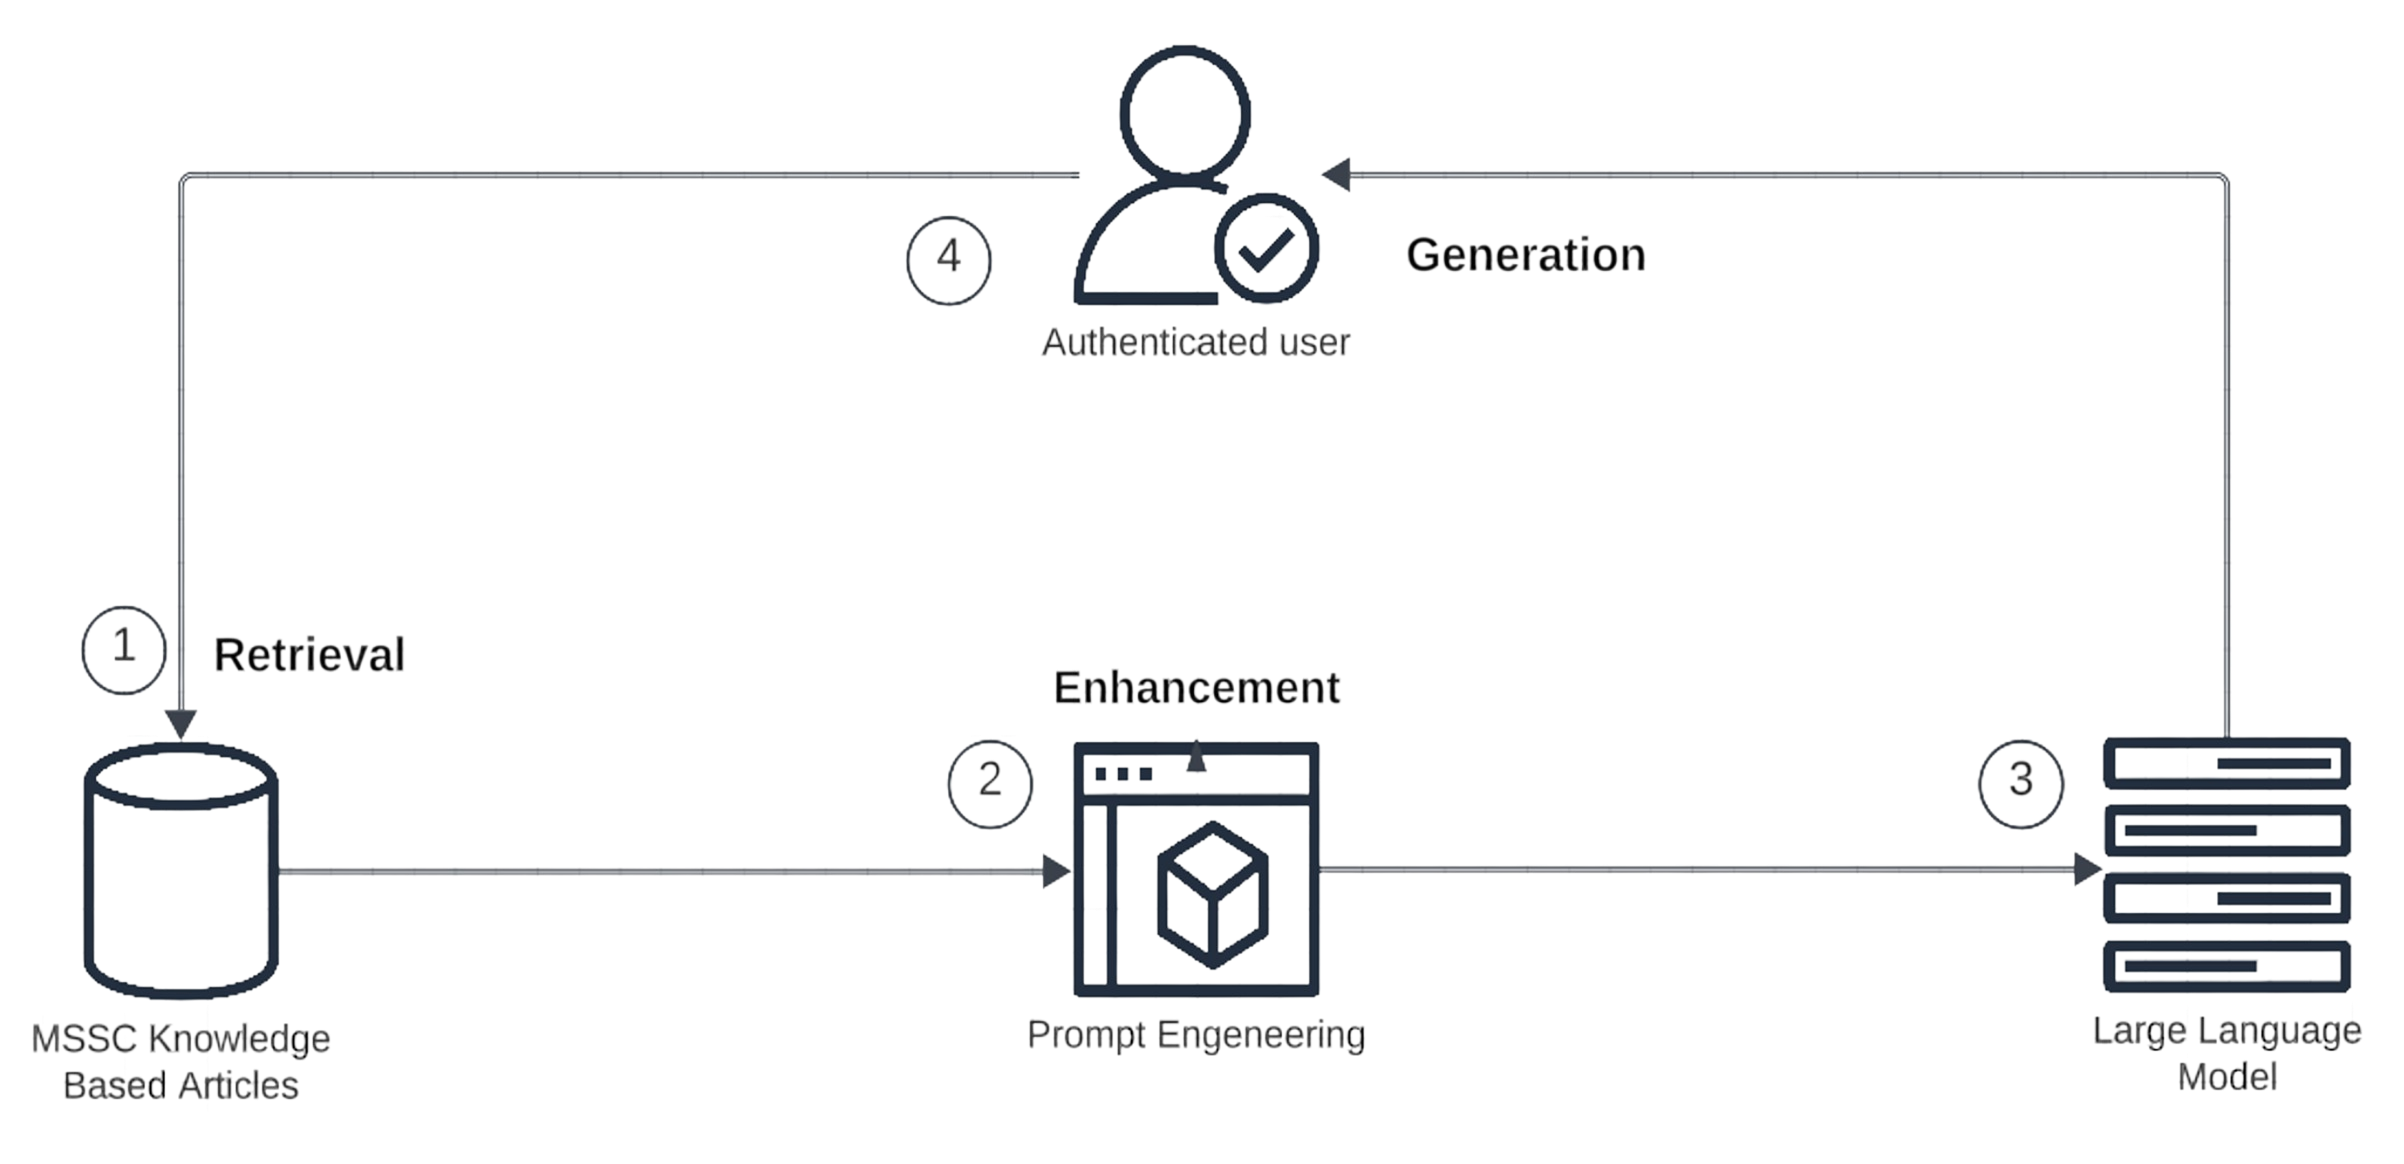 4
Generation
Authenticated user
1
Retrieval
Enhancement
2
3
MSSC Knowledge
Based Articles
Prompt Engeneering
Large Language
Model